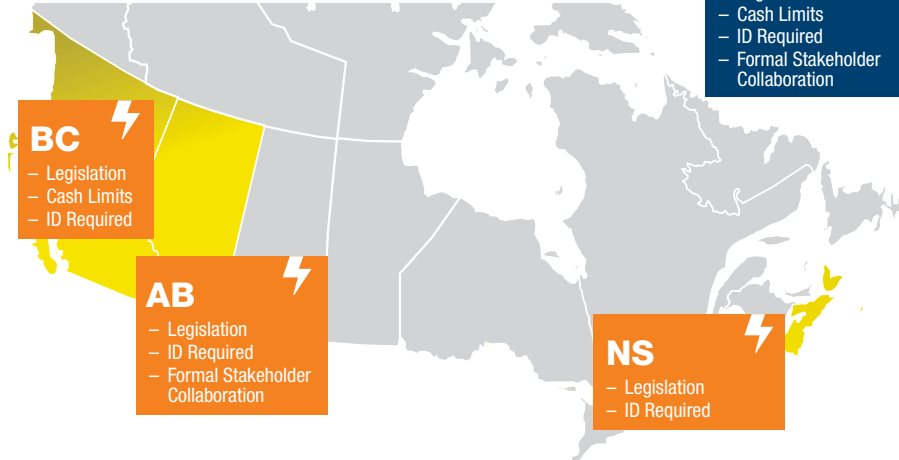 – Cash Limits
– ID Required
– Formal Stakeholder
Collaboration
BC
– Legislation
– Cash Limits
– ID Required
AB
– Legislation
– ID Required
– Formal Stakeholder
Collaboration
NS
– Legislation
– ID Required